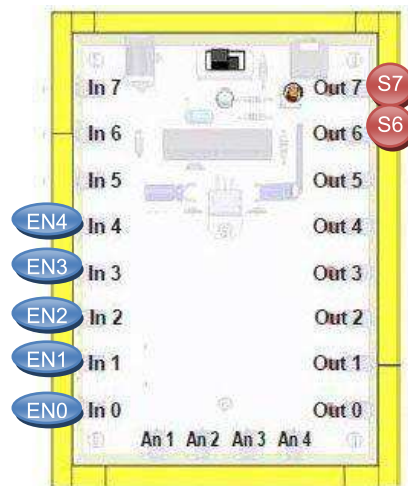 In 7 Out 7 S7
In 6 Out 6 S6
In 5 Out 5
EN4 In 4 Out 4
EN3 In 3 Out 3
EN2 In 2 Out 2
EN1 In 1 Out 1
EN0 In 0 Out 0
An 1 An 2 An 3 An 4